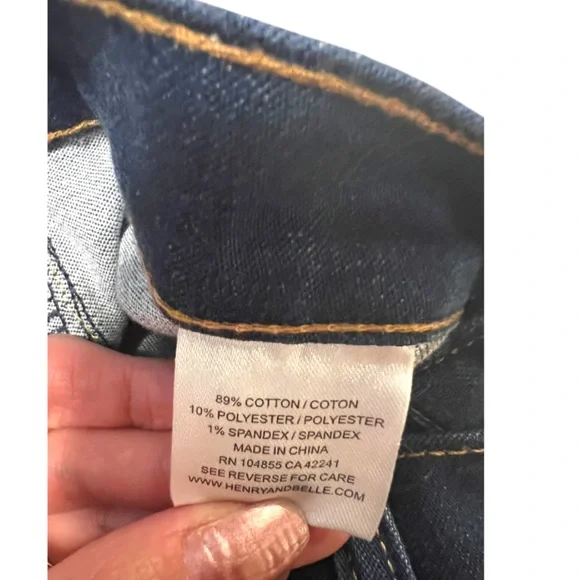 89% COTTON / COTON
10% POLYESTER / POLYESTER
1% SPANDEX / SPANDEX
MADE IN CHINA
RN 104855 CA 42241
SEE REVERSE FOR CARE
WWW.HENRYANDBELLE.COM